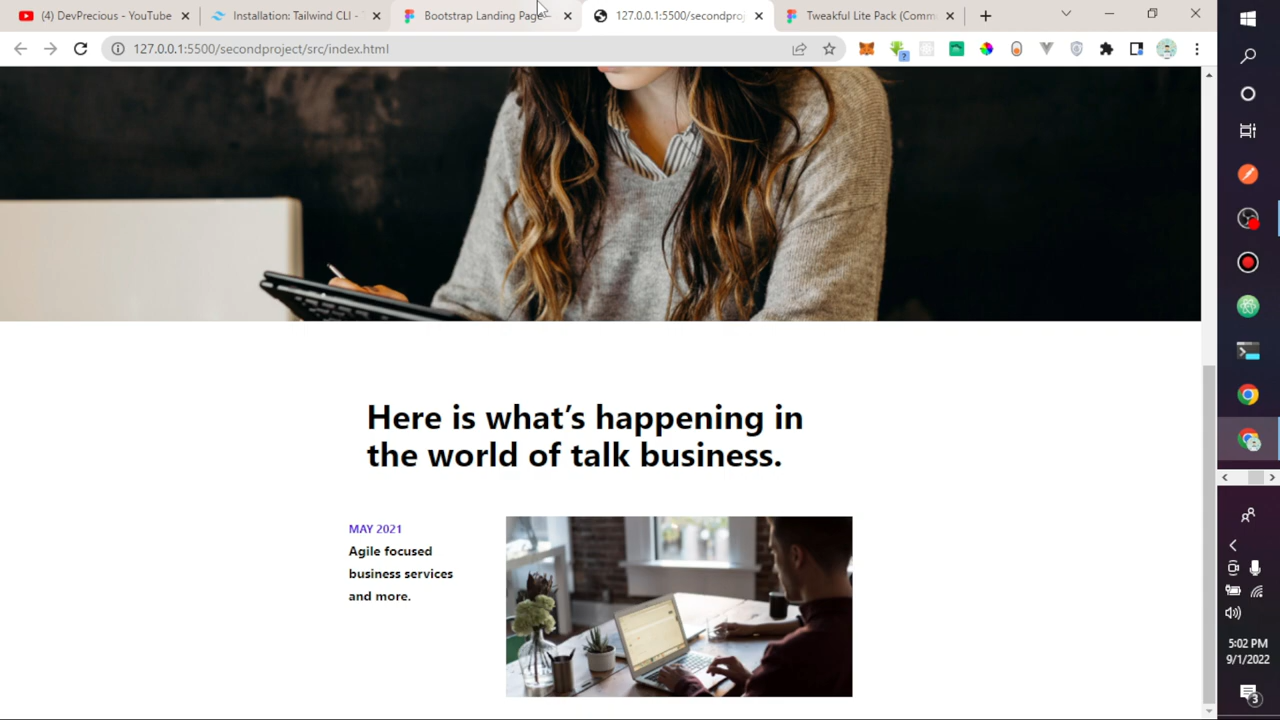 (4) DevPrecious - YouTube
Installation: Tailwind CLI -
Bootstrap Landing Page
127.0.0.1:5500/secondproj
Tweakful Lite Pack (Comm
127.0.0.1:5500/secondproject/src/index.html
?
Here is what’s happening in
the world of talk business.
MAY 2021
Agile focused
business services
and more.
5:02 PM
9/1/2022
3